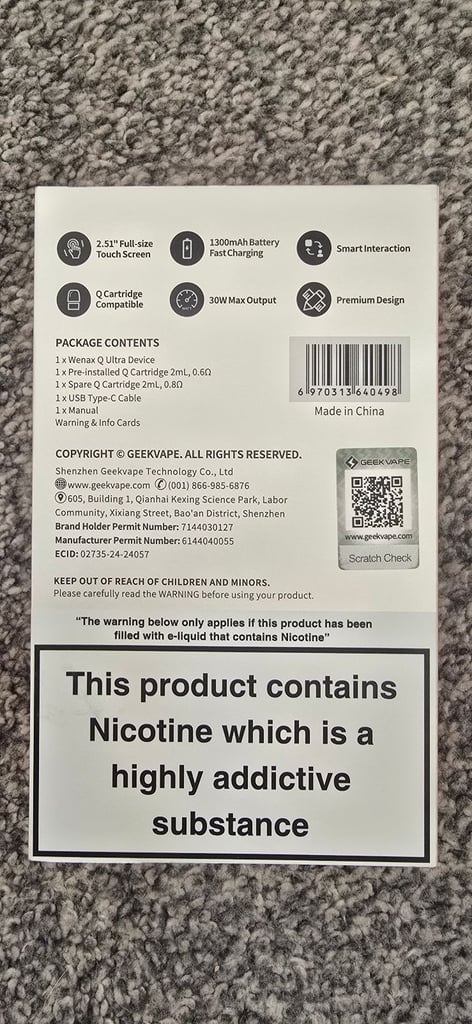 2.51" Full-size
Touch Screen
1300mAh Battery
Fast Charging
Smart Interaction
Q Cartridge
Compatible
30W Max Output
Premium Design
PACKAGE CONTENTS
1 x Wenax Q Ultra Device
1 x Pre-installed Q Cartridge 2mL, 0.6Ω
1 x Spare Q Cartridge 2mL, 0.8Ω
1 x USB Type-C Cable
1 x Manual
Warning & Info Cards
6 970313 640498
Made in China
COPYRIGHT © GEEKVAPE. ALL RIGHTS RESERVED.
Shenzhen Geekvape Technology Co., Ltd
www.geekvape.com (001) 866-985-6876
605, Building 1, Qianhai Kexing Science Park, Labor
Community, Xixiang Street, Bao'an District, Shenzhen
Brand Holder Permit Number: 7144030127
Manufacturer Permit Number: 6144040055
ECID: 02735-24-24057
GEEKVAPE
www.geekvape.com
Scratch Check
KEEP OUT OF REACH OF CHILDREN AND MINORS.
Please carefully read the WARNING before using your product.
“The warning below only applies if this product has been
filled with e-liquid that contains Nicotine”
This product contains
Nicotine which is a
highly addictive
substance